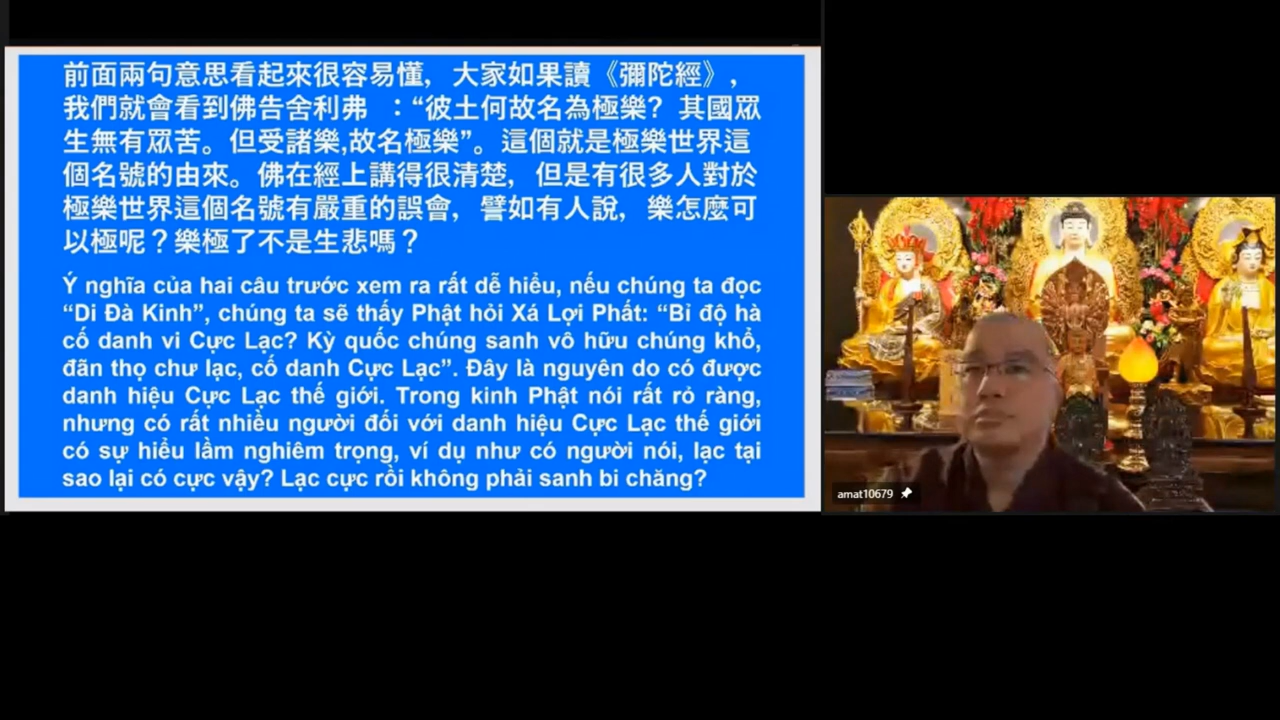 前面兩句意思看起來很容易懂，大家如果讀《彌陀經》，
我們就會看到佛告舍利弗 ：“彼土何故名為極樂？其國眾
生無有眾苦。但受諸樂,故名極樂”。這個就是極樂世界這
個名號的由來。佛在經上講得很清楚，但是有很多人對於
極樂世界這個名號有嚴重的誤會，譬如有人說，樂怎麼可
以極呢？樂極了不是生悲嗎？
Ý nghĩa của hai câu trước xem ra rất dễ hiểu, nếu chúng ta đọc
“Di Đà Kinh”, chúng ta sẽ thấy Phật hỏi Xá Lợi Phất: “Bỉ độ hà
cố danh vi Cực Lạc? Kỳ quốc chúng sanh vô hữu chúng khổ,
đãn thọ chư lạc, cố danh Cực Lạc”. Đây là nguyên do có được
danh hiệu Cực Lạc thế giới. Trong kinh Phật nói rất rỏ ràng,
nhưng có rất nhiều người đối với danh hiệu Cực Lạc thế giới
có sự hiểu lầm nghiêm trọng, ví dụ như có người nói, lạc tại
sao lại có cực vậy? Lạc cực rồi không phải sanh bi chăng?
amat10679